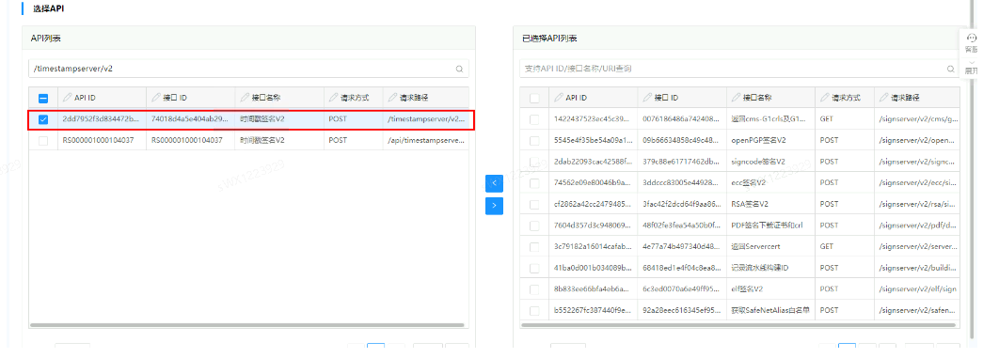 选择API
API列表
/timestampserver/v2
API ID 接口 ID 接口名称 请求方式 请求路径
2dd7952f3d834472b... 74018d4a5e404ab29... 时间戳签名V2 POST /timestampserver/v2...
RS000001000104037 RS000001000104037 时间戳签名V2 POST /api/timestampserve...
已选择API列表
支持API ID/接口名称/URI查询
API ID 接口 ID 接口名称 请求方式 请求路径
1422437523ec45c39... 0076186486a742408... 返回cms-G1crls及G1... GET /signserver/v2/cms/g...
5545e4f35be54a09a1... 09b66634858c49c48... openPGP签名V2 POST /signserver/v2/open...
2dab22093cac42588f... 379c88e61717462db... signcode签名V2 POST /signserver/v2/signc...
74562e09e80046b9a... 3ddccc83005e44928... ecc签名V2 POST /signserver/v2/ecc/si...
cf2862a42cc2479485... 3fac42f2dcd64f9aa86... RSA签名V2 POST /signserver/v2/rsa/si...
7604d357d3c948069... 48f02fe3fea54a50b0f... PDF签名下载证书和crl POST /signserver/v2/pdf/d...
3c79182a16014cafab... 4e77a74b497340d48... 返回Servercert GET /signserver/v2/server...
41ba0d001b034089b... 68418ed1e4f04c8ea8... 记录流水线构建ID POST /signserver/v2/buildi...
8b833ee66bfa4eb6a... 6c3ed0070a6e49ff95... elf签名V2 POST /signserver/v2/elf/sign
b552267fc387440f9e... 92a28eec616345ef95... 获取SafeNetAlias白名单 POST /signserver/v2/safen...
客服